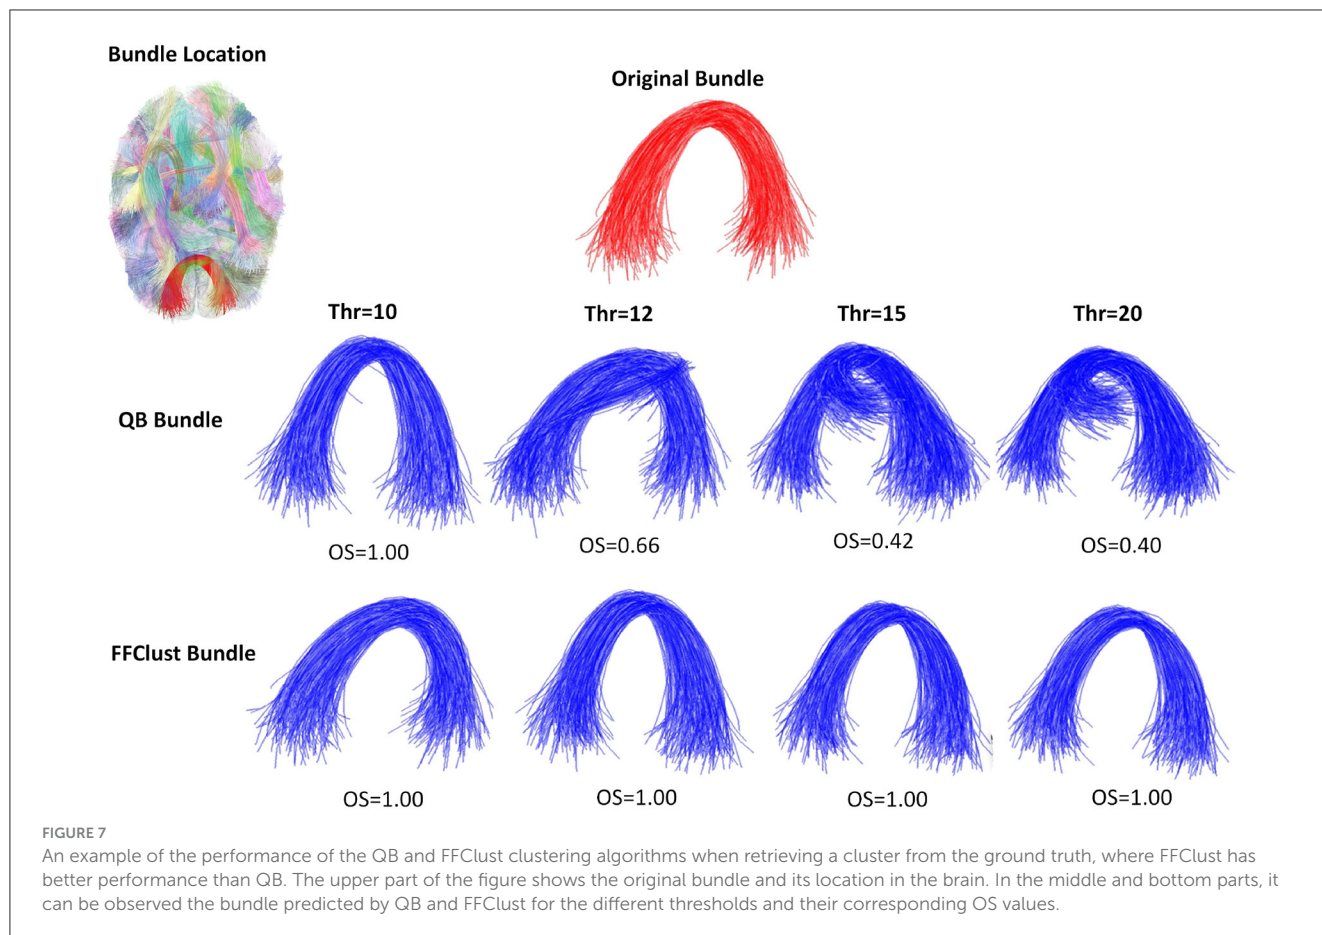 Bundle Location
Original Bundle
Thr=10
Thr=12
Thr=15
Thr=20
QB Bundle
OS=1.00
OS=0.66
OS=0.42
OS=0.40
FFClust Bundle
OS=1.00
OS=1.00
OS=1.00
OS=1.00
FIGURE 7
An example of the performance of the QB and FFClust clustering algorithms when retrieving a cluster from the ground truth, where FFClust has
better performance than QB. The upper part of the figure shows the original bundle and its location in the brain. In the middle and bottom parts, it
can be observed the bundle predicted by QB and FFClust for the different thresholds and their corresponding OS values.